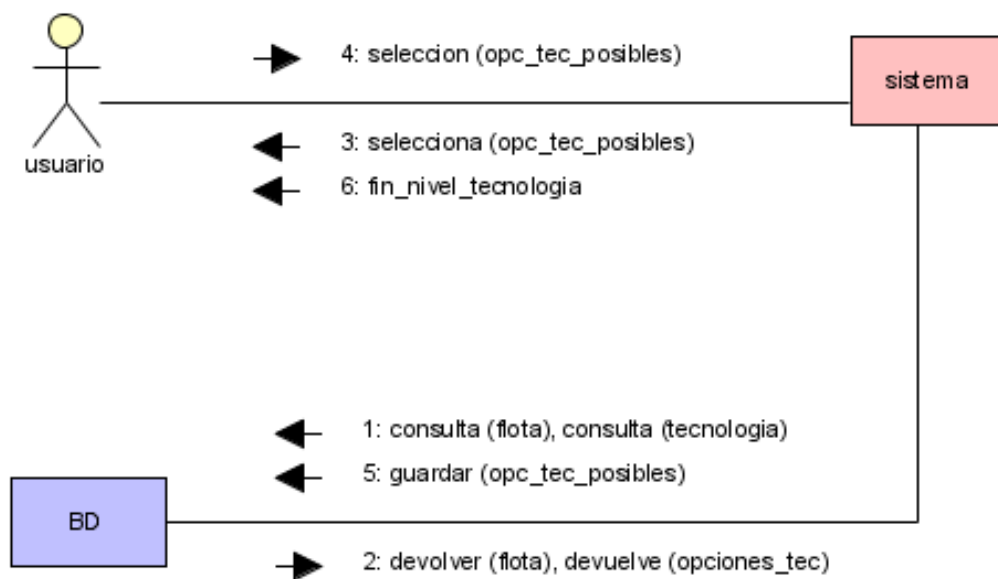 4: seleccion (opc_tec_posibles)
sistema
3: selecciona (opc_tec_posibles)
usuario
6: fin_nivel_tecnologia
1: consulta (flota), consulta (tecnologia)
5: guardar (opc_tec_posibles)
BD
2: devolver (flota), devuelve (opciones_tec)